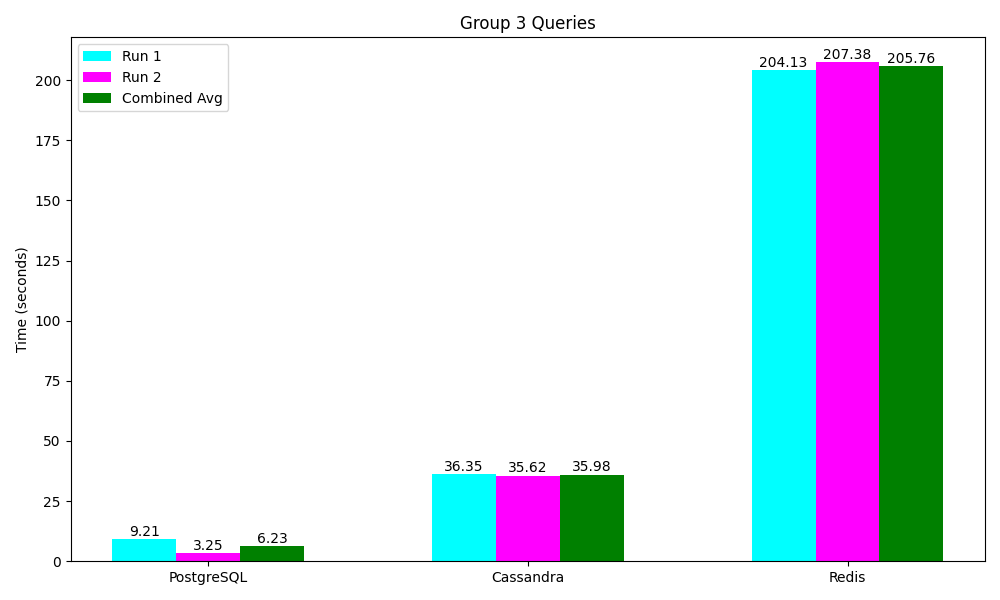 Group 3 Queries
Run 1
Run 2
Combined Avg
Time (seconds)
200
175
150
125
100
75
50
25
0
9.21
3.25
6.23
36.35
35.62
35.98
204.13
207.38
205.76
PostgreSQL
Cassandra
Redis